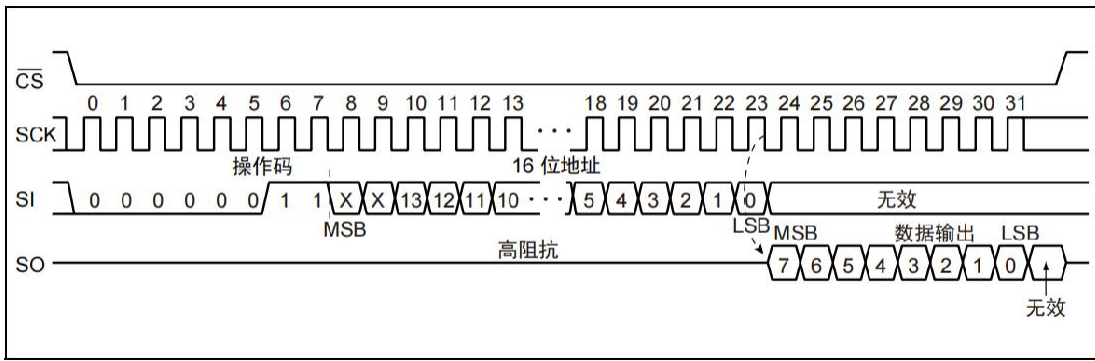 CS
0 1 2 3 4 5 6 7 8 9 10 11 12 13 18 19 20 21 22 23 24 25 26 27 28 29 30 31
SCK ···
操作码 16 位地址
SI 0 0 0 0 0 0 1 1 X X 13 12 11 10 ··· 5 4 3 2 1 0 无效
MSB LSB MSB 数据输出 LSB
高阻抗
SO 7 6 5 4 3 2 1 0
无效